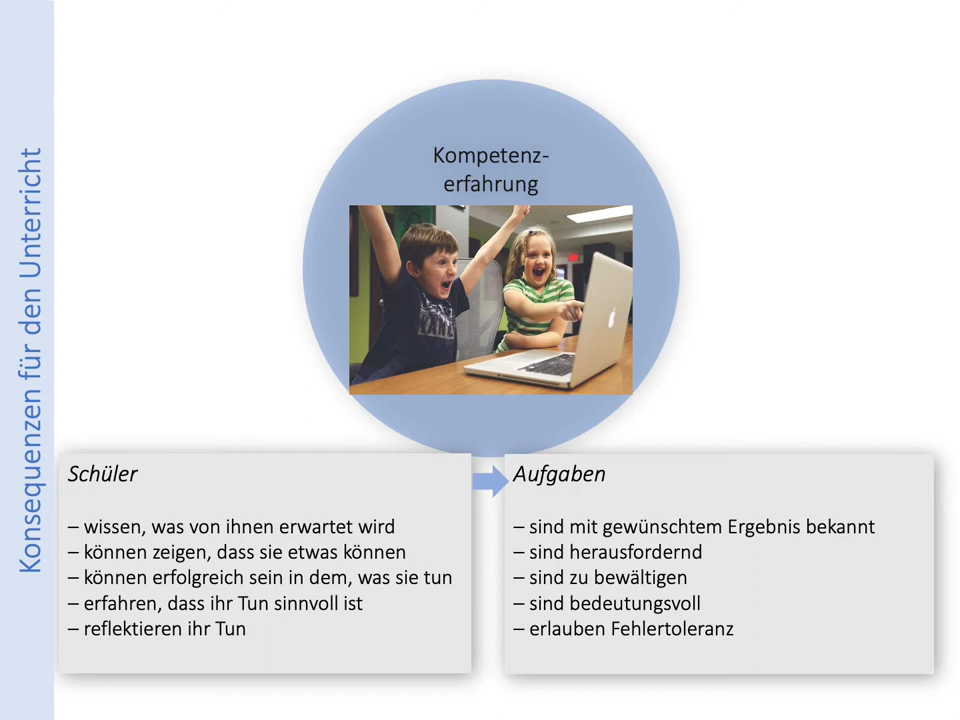 Konsequenzen für den Unterricht
Kompetenz-
erfahrung
Schüler
– wissen, was von ihnen erwartet wird
– können zeigen, dass sie etwas können
– können erfolgreich sein in dem, was sie tun
– erfahren, dass ihr Tun sinnvoll ist
– reflektieren ihr Tun
Aufgaben
– sind mit gewünschtem Ergebnis bekannt
– sind herausfordernd
– sind zu bewältigen
– sind bedeutungsvoll
– erlauben Fehlertoleranz